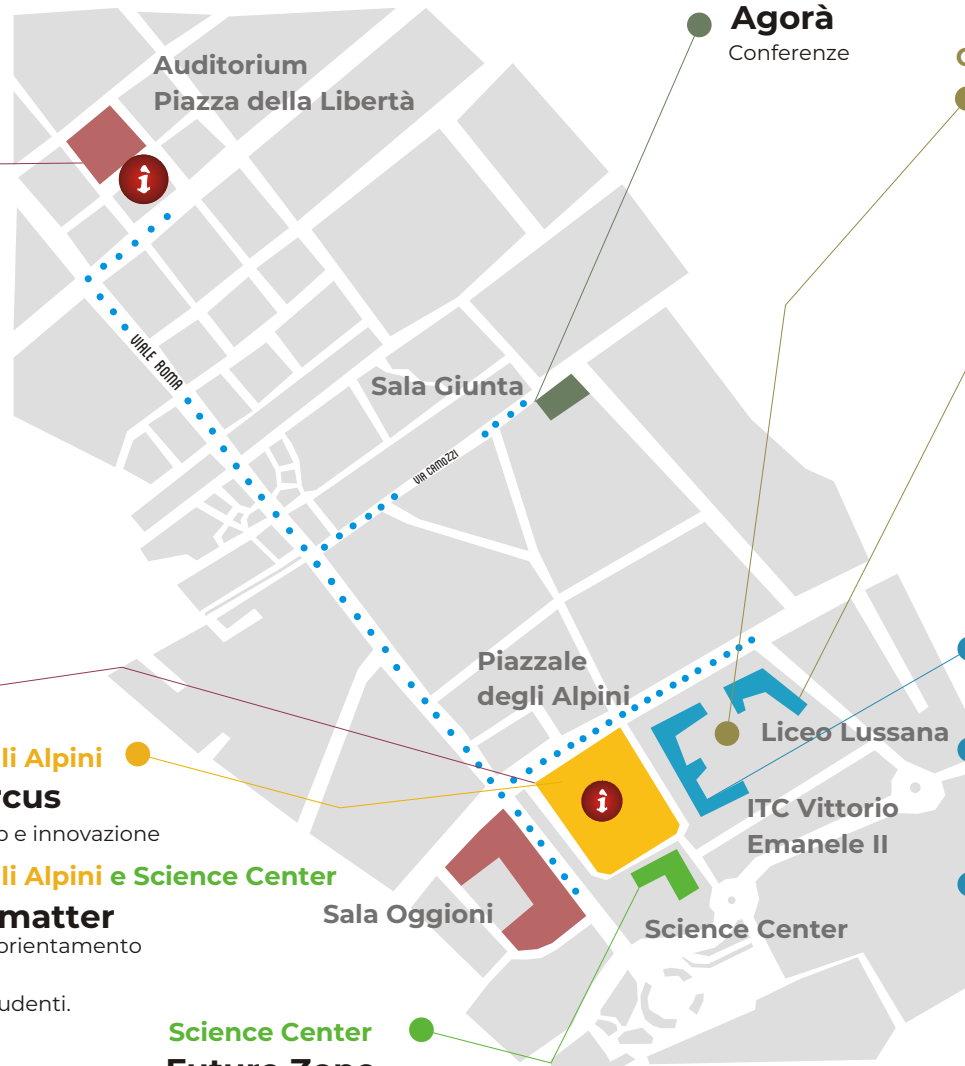 Agorà
Conferenze
Auditorium
Piazza della Libertà
i
VIALE ROMA
Sala Giunta
VIA CAMOZZI
Piazzale
degli Alpini
Liceo Lussana
li Alpini
rcus
o e innovazione
i
ITC Vittorio
Emanele II
li Alpini e Science Center
matter
orientamento
Sala Oggioni
Science Center
udenti.
Science Center
Future Zone